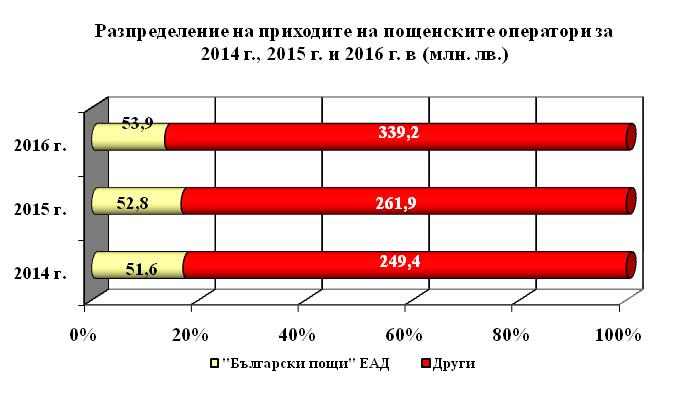 Разпределение на приходите на пощенските оператори за
2014 г., 2015 г. и 2016 г. в (млн. лв.)
2016 г.
53,9
339,2
2015 г.
52,8
261,9
2014 г.
51,6
249,4
0%
20%
40%
60%
80%
100%
"Български пощи" ЕАД
Други